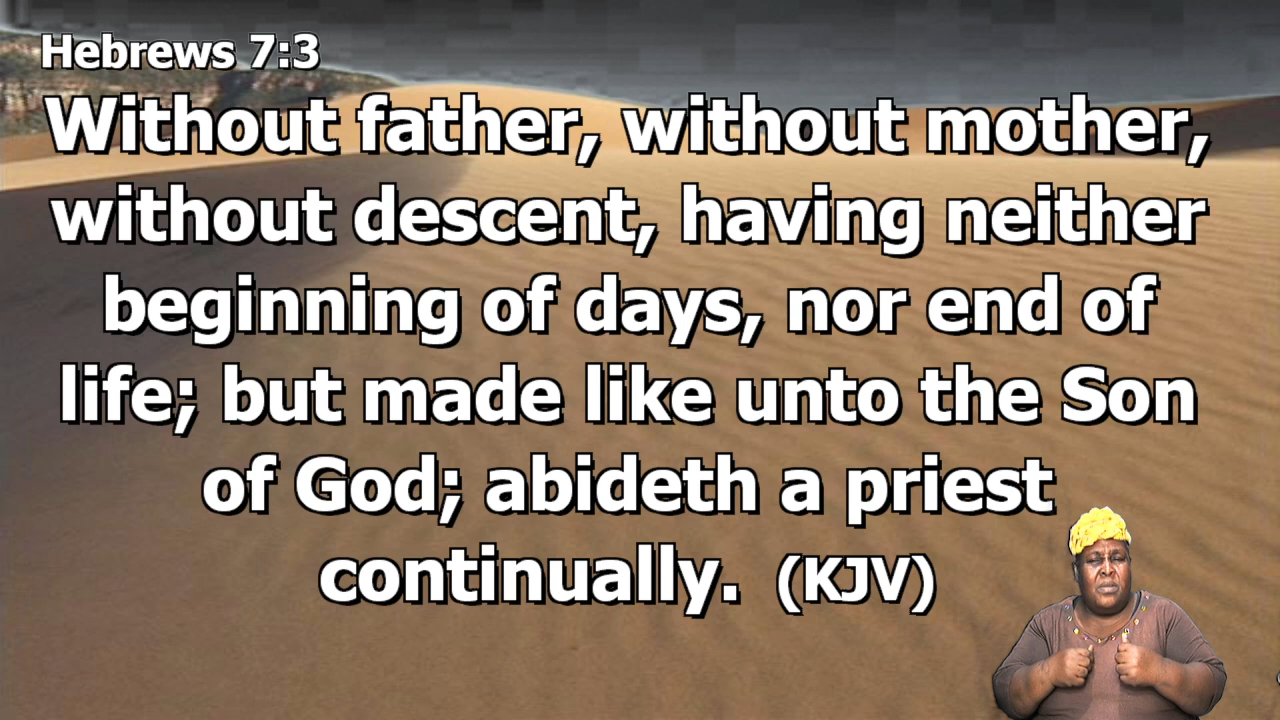 Hebrews 7:3
Without father, without mother,
without descent, having neither
beginning of days, nor end of
life; but made like unto the Son
of God; abideth a priest
continually. (KJV)